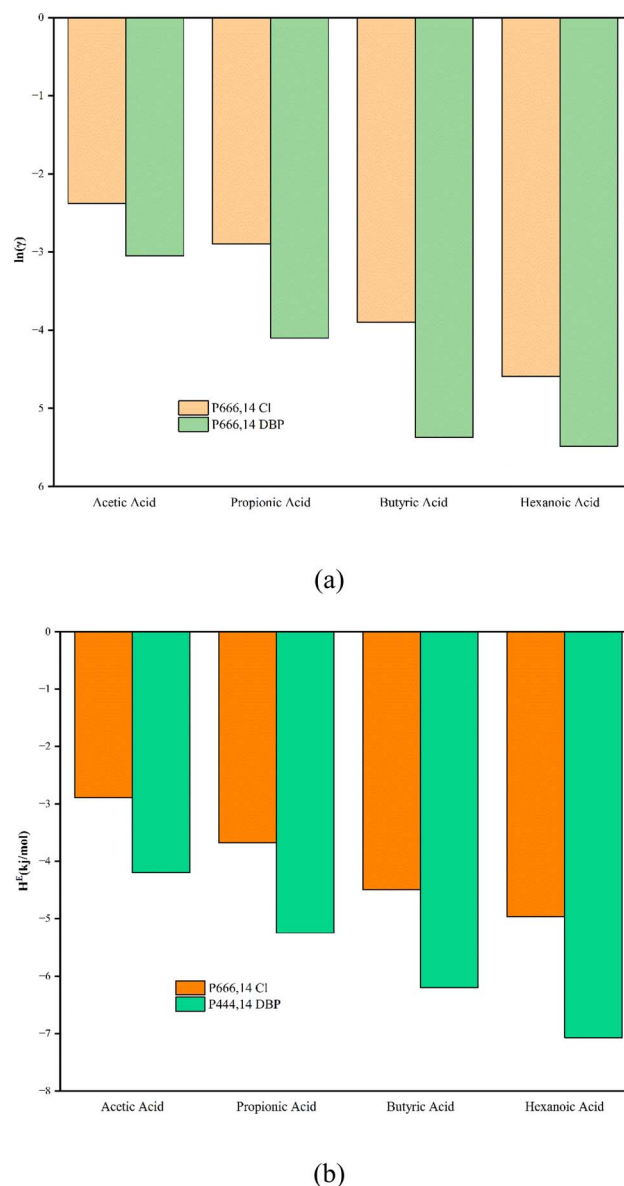 0
−1
−2
−3
−4
5
6
ln(γ)
P666,14 Cl
P666,14 DBP
Acetic Acid Propionic Acid Butyric Acid Hexanoic Acid
(a)
0
−1
−2
−3
−4
−5
−6
−7
−8
H^E(kj/mol)
P666,14 Cl
P444,14 DBP
Acetic Acid Propionic Acid Butyric Acid Hexanoic Acid
(b)